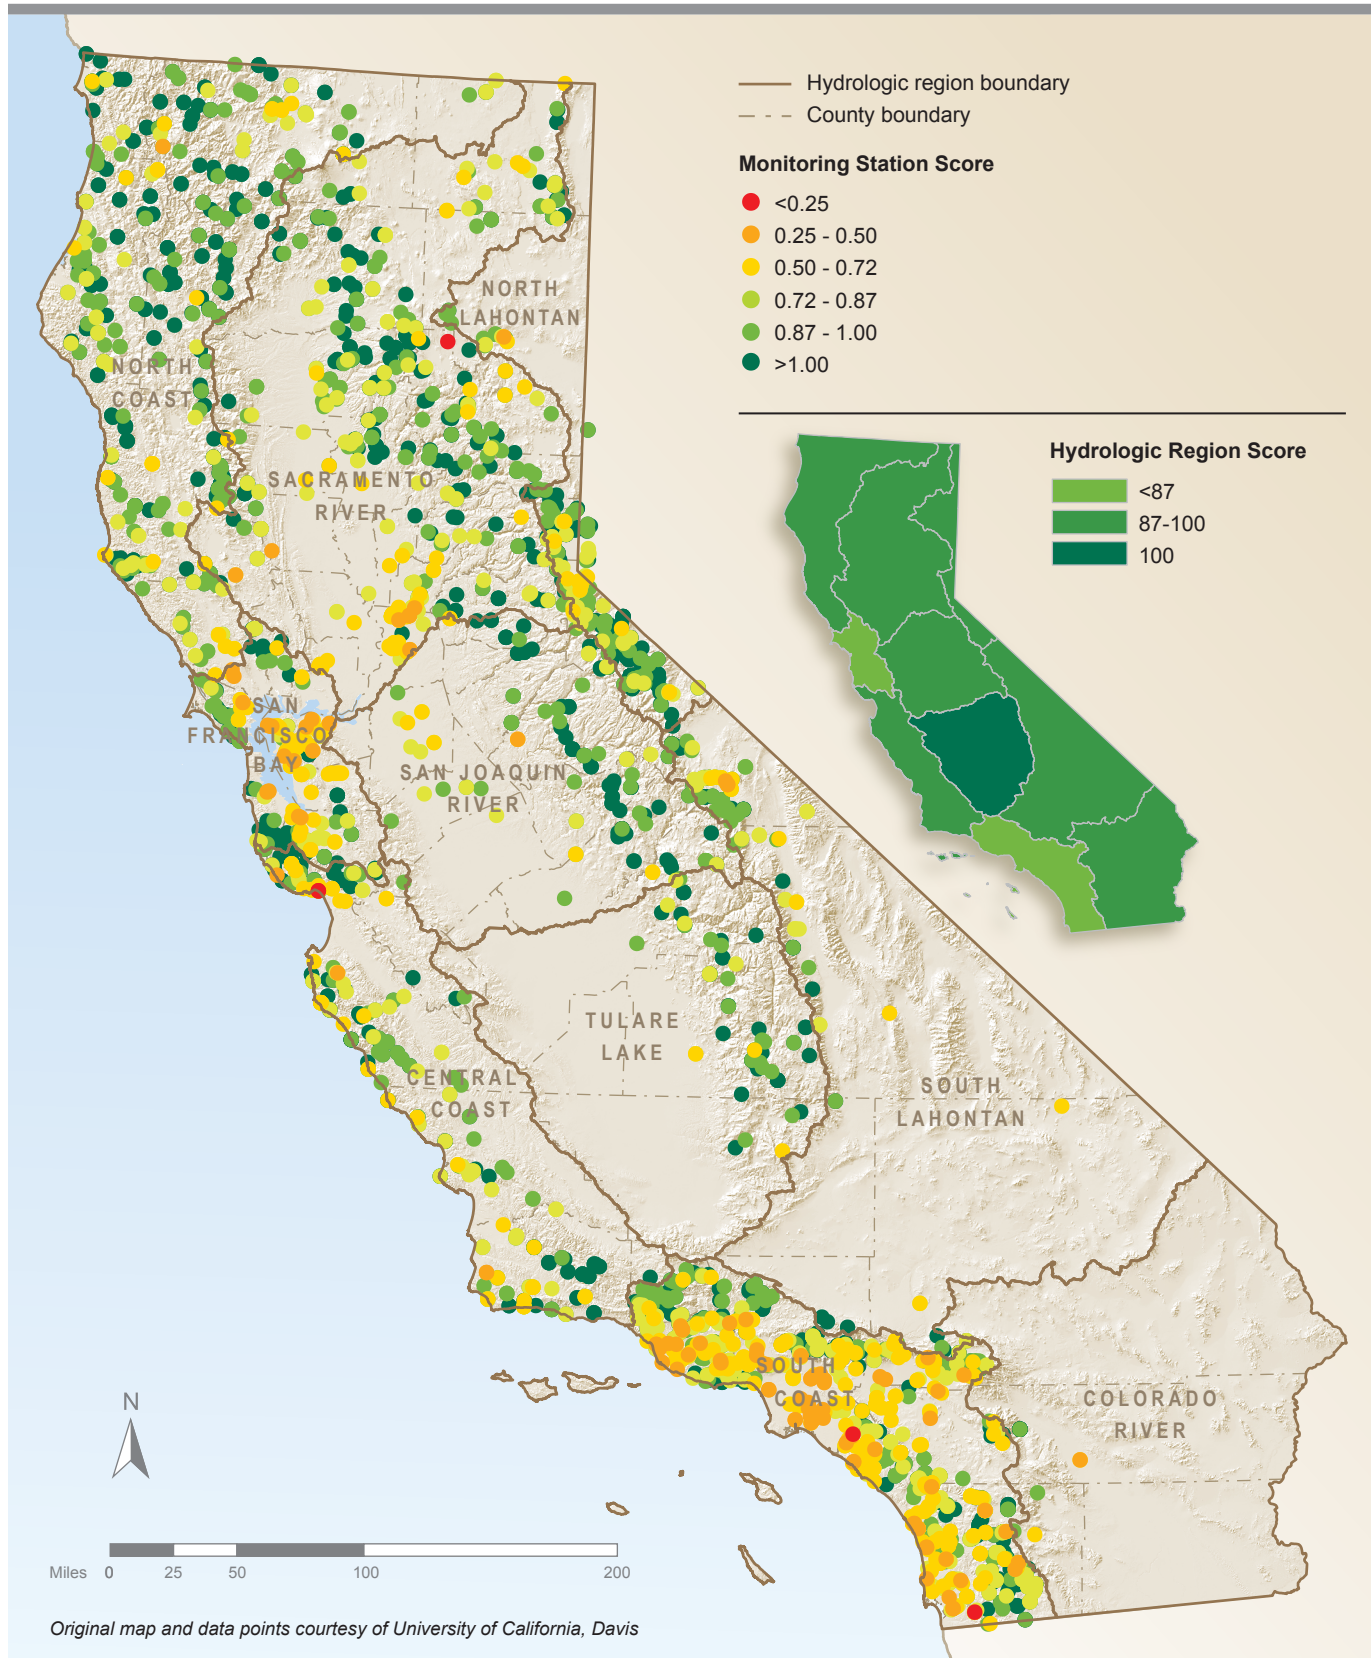 Hydrologic region boundary
County boundary
Monitoring Station Score
<0.25
0.25 - 0.50
0.50 - 0.72
0.72 - 0.87
0.87 - 1.00
>1.00
Hydrologic Region Score
<87
87-100
100
NORTH
LAHONTAN
NORTH
COAST
SACRAMENTO
RIVER
SAN
FRANCISCO
BAY
SAN JOAQUIN
RIVER
TULARE
LAKE
CENTRAL
COAST
SOUTH
LAHONTAN
SOUTH
COAST
COLORADO
RIVER
N
Miles 0 25 50 100 200
Original map and data points courtesy of University of California, Davis